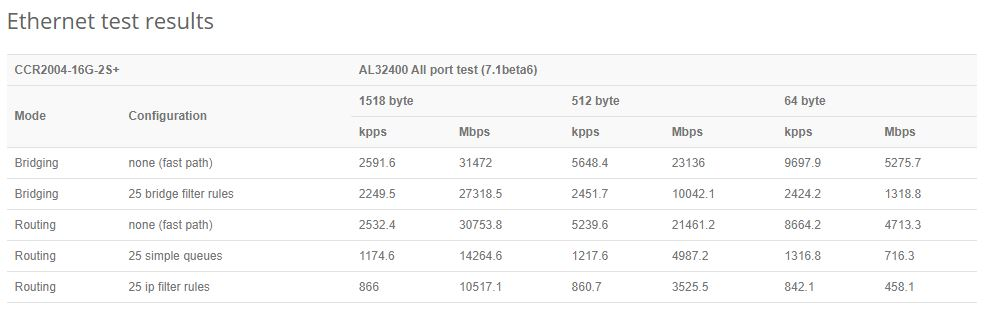 Ethernet test results
CCR2004-16G-2S+ AL32400 All port test (7.1beta6)
1518 byte 512 byte 64 byte
Mode Configuration
kpps Mbps kpps Mbps kpps Mbps
Bridging none (fast path) 2591.6 31472 5648.4 23136 9697.9 5275.7
Bridging 25 bridge filter rules 2249.5 27318.5 2451.7 10042.1 2424.2 1318.8
Routing none (fast path) 2532.4 30753.8 5239.6 21461.2 8664.2 4713.3
Routing 25 simple queues 1174.6 14264.6 1217.6 4987.2 1316.8 716.3
Routing 25 ip filter rules 866 10517.1 860.7 3525.5 842.1 458.1